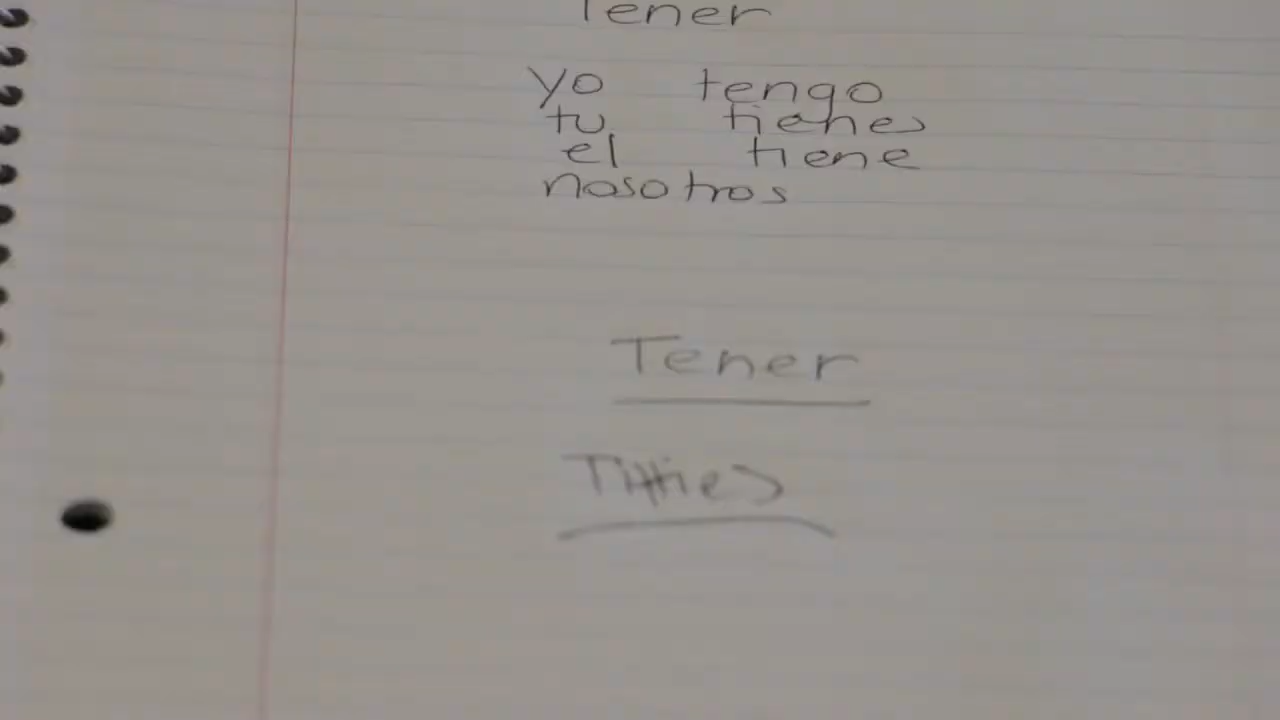 Tener
yo tengo
tu tienes
el tiene
nosotros
Tener
Titties